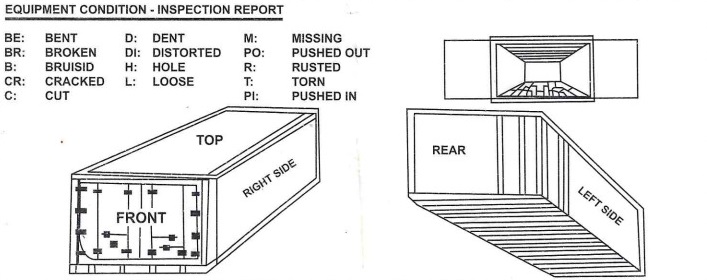 EQUIPMENT CONDITION - INSPECTION REPORT
BE: BENT D: DENT M: MISSING
BR: BROKEN DI: DISTORTED PO: PUSHED OUT
B: BRUISID H: HOLE R: RUSTED
CR: CRACKED L: LOOSE T: TORN
C: CUT PI: PUSHED IN
TOP
RIGHT SIDE
FRONT
REAR
LEFT SIDE